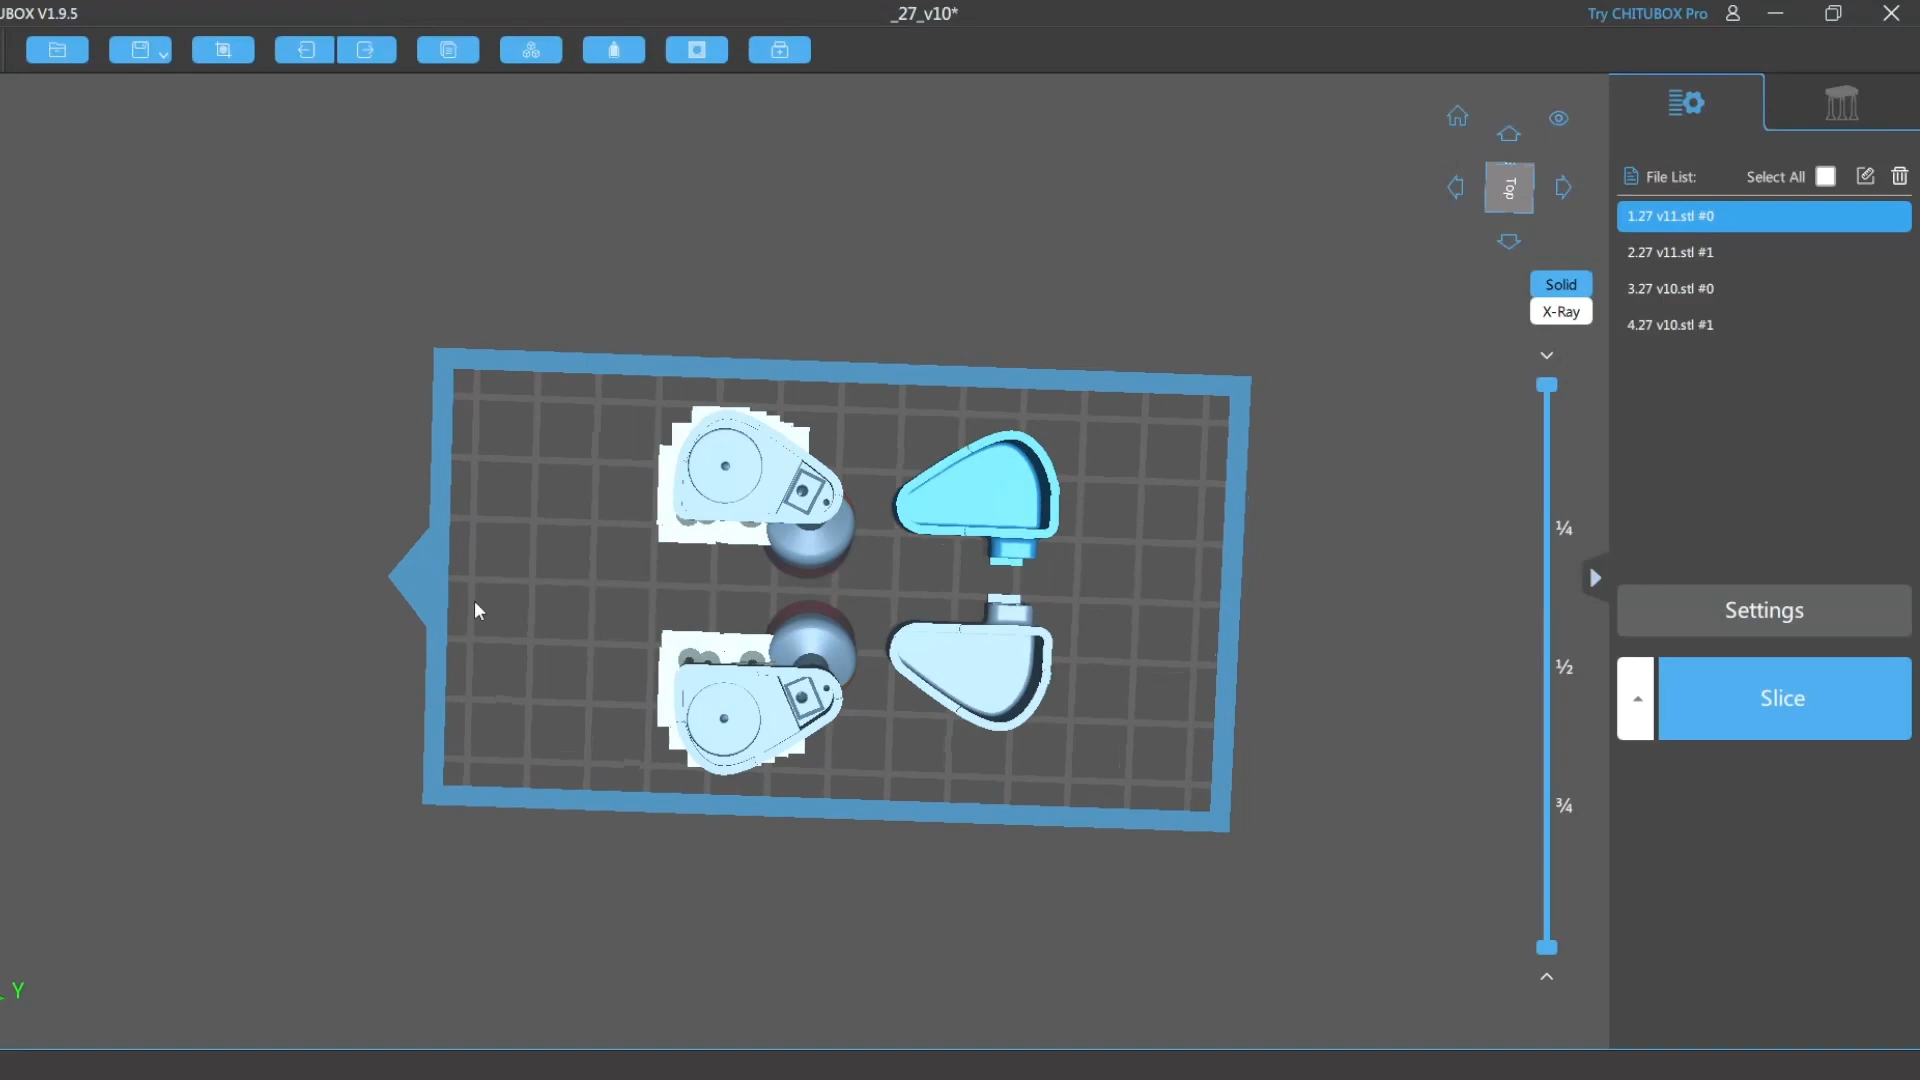 UBOX V1.9.5
_27_v10*
Try CHITUBOX Pro
File List:
Select All
Top
1.27 v11.stl #0
2.27 v11.stl #1
3.27 v10.stl #0
4.27 v10.stl #1
Solid
X-Ray
¼
½
¾
Settings
Slice
Y